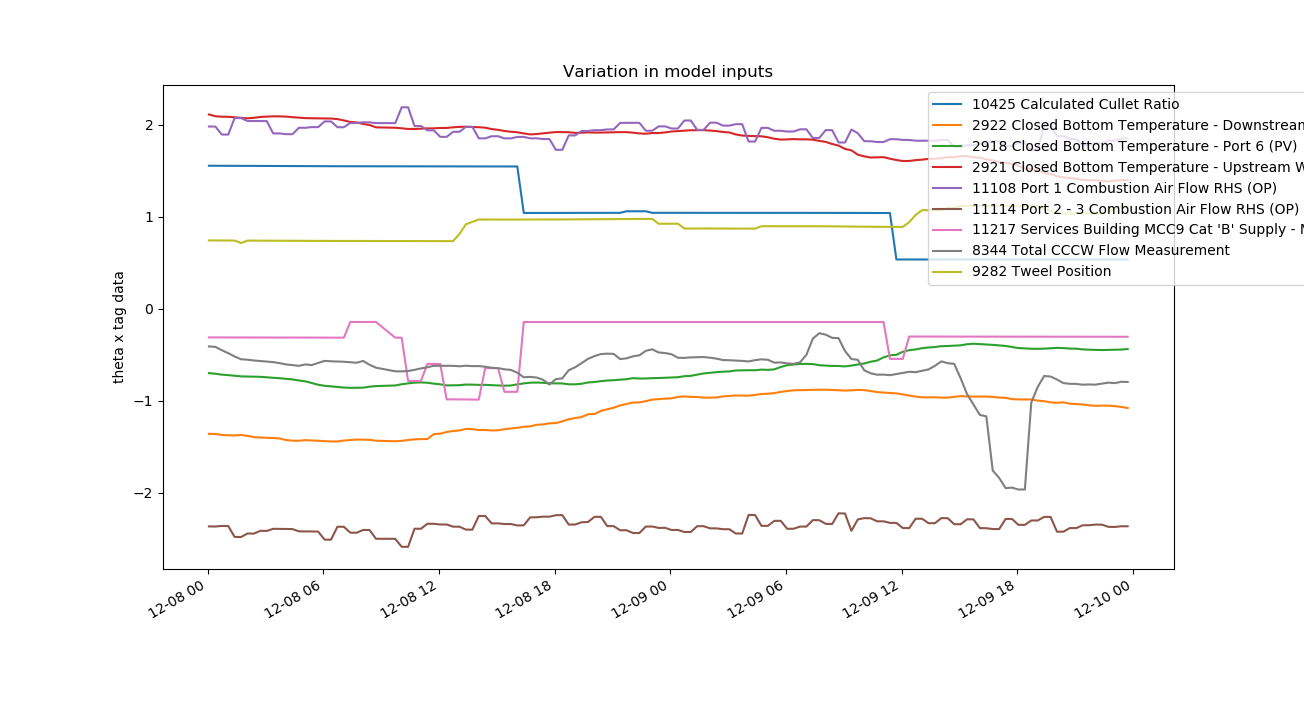 Variation in model inputs
10425 Calculated Cullet Ratio
2922 Closed Bottom Temperature - Downstream
2918 Closed Bottom Temperature - Port 6 (PV)
2921 Closed Bottom Temperature - Upstream
11108 Port 1 Combustion Air Flow RHS (OP)
11114 Port 2 - 3 Combustion Air Flow RHS (OP)
11217 Services Building MCC9 Cat 'B' Supply -
8344 Total CCCW Flow Measurement
9282 Tweel Position
theta x tag data
2
1
0
−1
−2
12-08 00
12-08 06
12-08 12
12-08 18
12-09 00
12-09 06
12-09 12
12-09 18
12-10 00